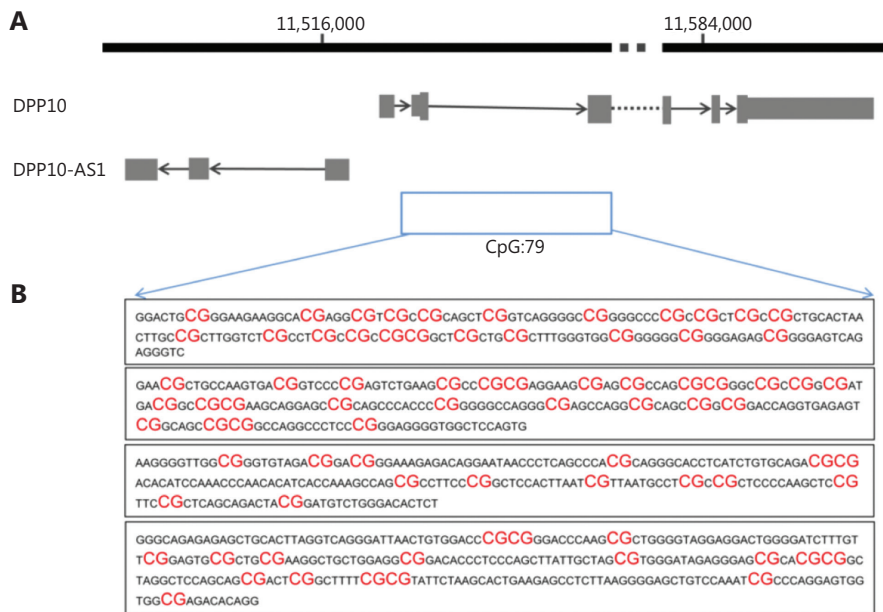 A
11,516,000 11,584,000
DPP10
DPP10-AS1
CpG:79
B
GGACTGCGGGAAGAAGGCACGAGGCGTCGCCGCAGCTCGGTCAGGGGCCGGGGCCCCGCCGCTCGCCGCTGCACTAA
CTTGCCGCTTGGTCTCGCCTCGCCGCCGCGGCTCGCTGCGCTTTGGGTGGCGGGGGGCGGGGAGAGCGGGGAGTCAG
AGGGTC
GAACGCTGCCAAGTGACGGTCCCCGAGTCTGAAGCGCCCGCGAGGAAGCGAGCGCCAGCGCGGGCCGCCGGCGAT
GACGGCCGCGAAGCAGGAGCCGCAGCCCACCCCGGGGGCCAGGGCGAGCCAGGCGCAGCCGGCGGACCAGGTGAGAGT
CGGCAGCCGCGGCCAGGCCCTCCCGGGAGGGGTGGCTCCAGTG
AAGGGGTTGGCGGGTGTAGACGGACGGGAAAGAGACAGGAATAACCCTCAGCCCACGCAGGGCACCTCATCTGTGCAGACGCG
ACACATCCAAACCCAACACATCACCAAAGCCAGCGCCTTCCCGGCTCCACTTAATCGTTAATGCCTCGCCGCTCCCCAAGCTCCG
TTCCGCTCAGCAGACTACGGATGTCTGGGACACTCT
GGGCAGAGAGAGCTGCACTTAGGTCAGGGATTAACTGTGGACCCGCGGGACCCAAGCGCTGGGGTAGGAGGACTGGGGATCTTTGT
TCGGAGTGCGCTGCGAAGGCTGCTGGAGGCGGACACCCTCCCAGCTTATTGCTAGCGTGGGATAGAGGGAGCGCACGCGGC
TAGGCTCCAGCAGCGACTCGGCTTTTCGCGTATTCTAAGCACTGAAGAGCCTCTTAAGGGGAGCTGTCCAAATCGCCCAGGAGTGG
TGGCGAGACACAGG